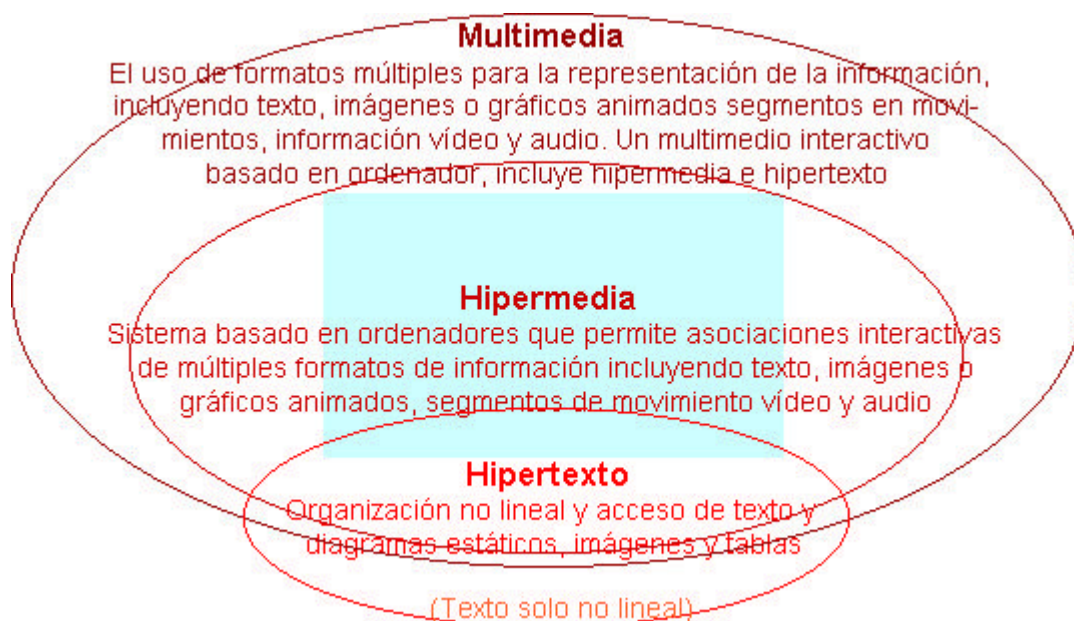 Multimedia
El uso de formatos múltiples para la representación de la información,
incluyendo texto, imágenes o gráficos animados segmentos en movi-
mientos, información vídeo y audio. Un multimedio interactivo
basado en ordenador, incluye hipermedia e hipertexto
Hipermedia
Sistema basado en ordenadores que permite asociaciones interactivas
de múltiples formatos de información incluyendo texto, imágenes o
gráficos animados, segmentos de movimiento vídeo y audio
Hipertexto
Organización no lineal y acceso de texto y
diagramas estáticos, imágenes y tablas
(Texto solo no lineal)